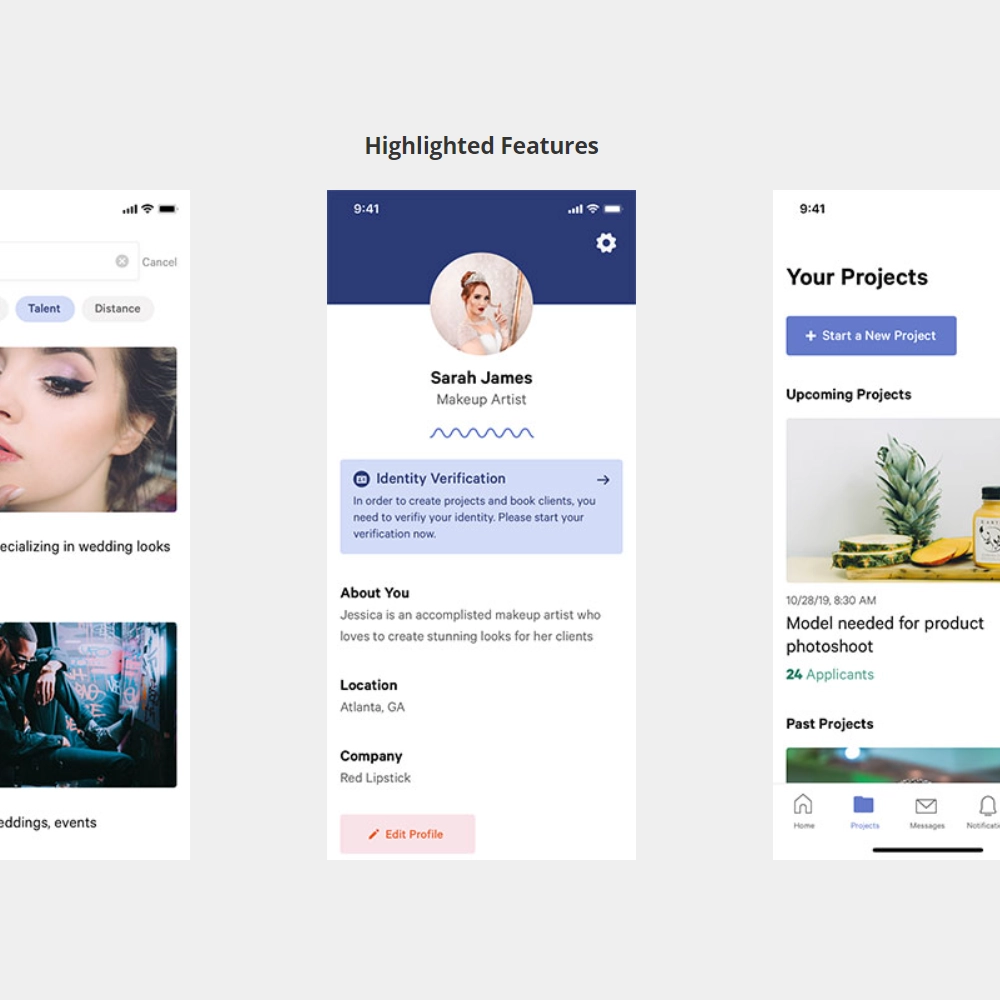 Highlighted Features
Cancel
Talent
Distance
ecializing in wedding looks
eddings, events
9:41
Sarah James
Makeup Artist
Identity Verification
In order to create projects and book clients, you
need to verifiy your identity. Please start your
verification now.
About You
Jessica is an accomplisted makeup artist who
loves to create stunning looks for her clients
Location
Atlanta, GA
Company
Red Lipstick
Edit Profile
9:41
Your Projects
+ Start a New Project
Upcoming Projects
10/28/19, 8:30 AM
Model needed for product
photoshoot
24 Applicants
Past Projects
Home
Projects
Messages
Notificati